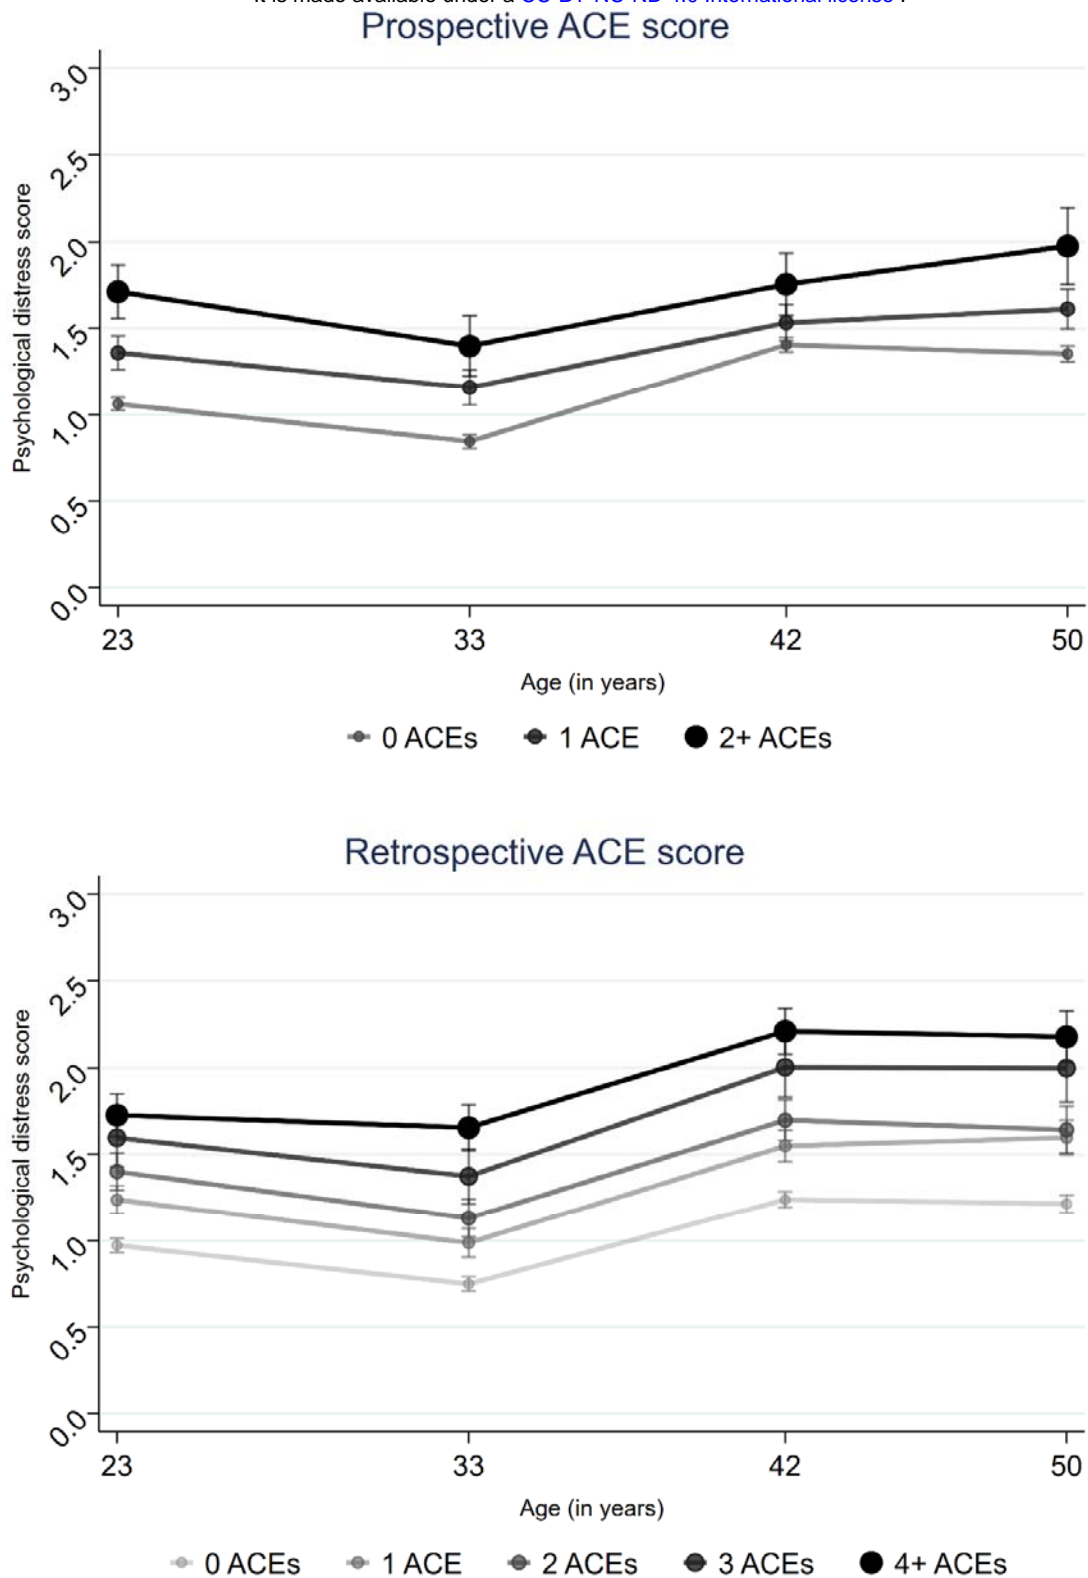 Prospective ACE score
3.0
2.5
2.0
1.5
1.0
0.5
0.0
Psychological distress score
23 33 42 50
Age (in years)
0 ACEs 1 ACE 2+ ACEs
Retrospective ACE score
3.0
2.5
2.0
1.5
1.0
0.5
0.0
Psychological distress score
23 33 42 50
Age (in years)
0 ACEs 1 ACE 2 ACEs 3 ACEs 4+ ACEs